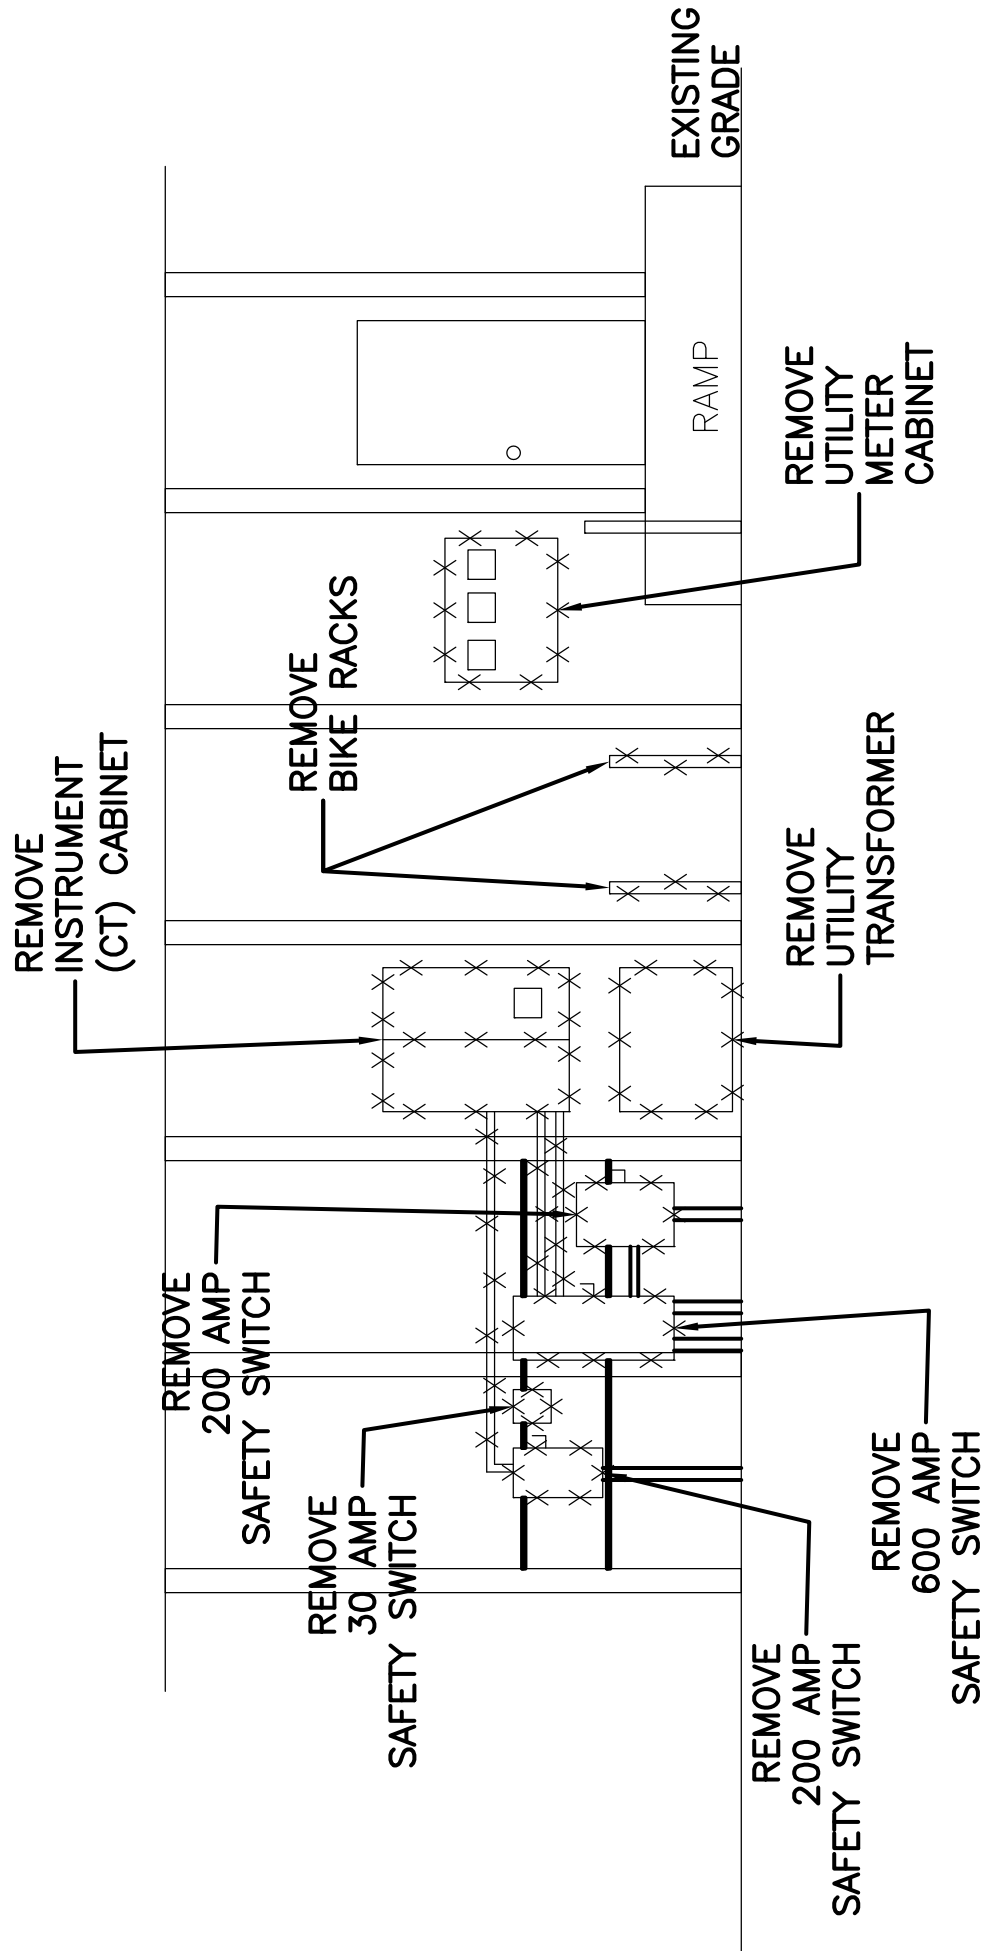 REMOVE
INSTRUMENT
(CT) CABINET
REMOVE
200 AMP
SAFETY SWITCH
REMOVE
BIKE RACKS
REMOVE
30 AMP
SAFETY SWITCH
EXISTING
GRADE
RAMP
REMOVE
200 AMP
SAFETY SWITCH
REMOVE
UTILITY
TRANSFORMER
REMOVE
UTILITY
METER
CABINET
REMOVE
600 AMP
SAFETY SWITCH